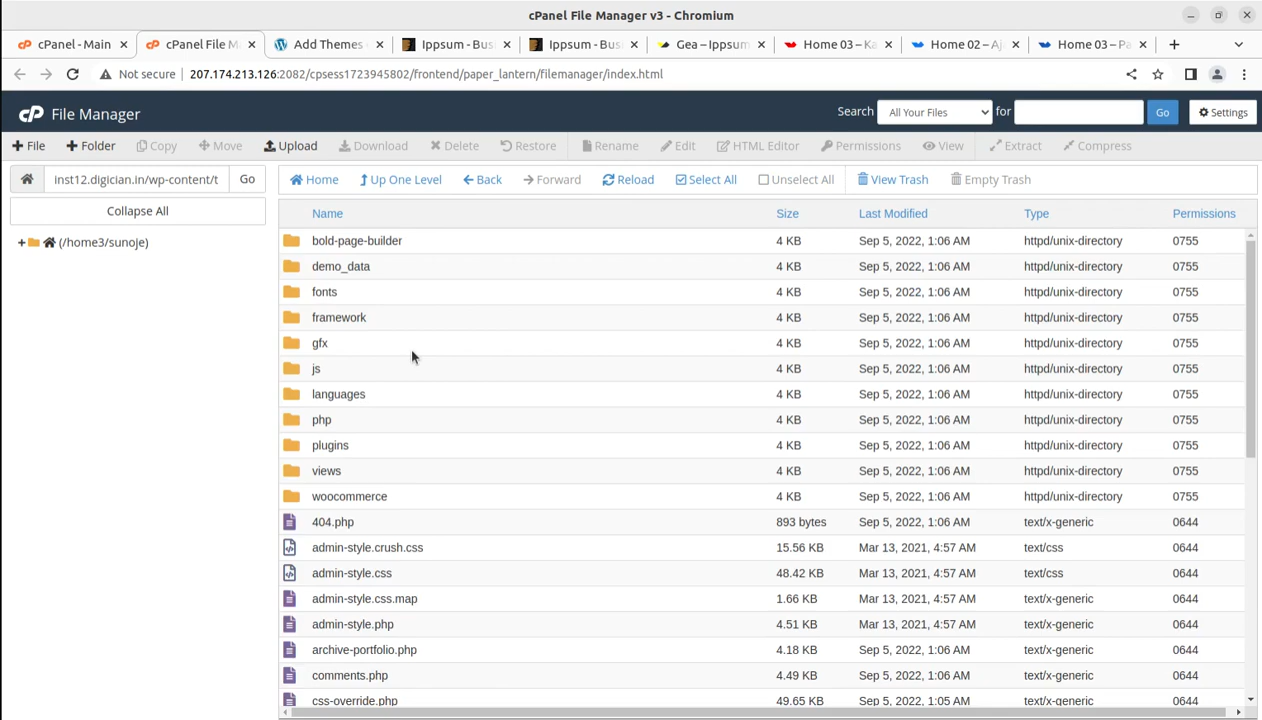 cPanel File Manager v3 - Chromium
cPanel - Main
cPanel File M
Add Themes
Ippsum - Bus
Ippsum - Bus
Gea – Ippsum
Home 03 – Ka
Home 02 – Aj
Home 03 – Pa
Not secure 207.174.213.126:2082/cpsess1723945802/frontend/paper_lantern/filemanager/index.html
cP File Manager
Search All Your Files for Go Settings
File Folder Copy Move Upload Download Delete Restore Rename Edit HTML Editor Permissions View Extract Compress
inst12.digician.in/wp-content/t Go
Home Up One Level Back Forward Reload Select All Unselect All View Trash Empty Trash
Collapse All
(/home3/sunoje)
Name Size Last Modified Type Permissions
bold-page-builder 4 KB Sep 5, 2022, 1:06 AM httpd/unix-directory 0755
demo_data 4 KB Sep 5, 2022, 1:06 AM httpd/unix-directory 0755
fonts 4 KB Sep 5, 2022, 1:06 AM httpd/unix-directory 0755
framework 4 KB Sep 5, 2022, 1:06 AM httpd/unix-directory 0755
gfx 4 KB Sep 5, 2022, 1:06 AM httpd/unix-directory 0755
js 4 KB Sep 5, 2022, 1:06 AM httpd/unix-directory 0755
languages 4 KB Sep 5, 2022, 1:06 AM httpd/unix-directory 0755
php 4 KB Sep 5, 2022, 1:06 AM httpd/unix-directory 0755
plugins 4 KB Sep 5, 2022, 1:06 AM httpd/unix-directory 0755
views 4 KB Sep 5, 2022, 1:06 AM httpd/unix-directory 0755
woocommerce 4 KB Sep 5, 2022, 1:06 AM httpd/unix-directory 0755
404.php 893 bytes Sep 5, 2022, 1:06 AM text/x-generic 0644
admin-style.crush.css 15.56 KB Mar 13, 2021, 4:57 AM text/css 0644
admin-style.css 48.42 KB Mar 13, 2021, 4:57 AM text/css 0644
admin-style.css.map 1.66 KB Mar 13, 2021, 4:57 AM text/x-generic 0644
admin-style.php 4.51 KB Mar 13, 2021, 4:57 AM text/x-generic 0644
archive-portfolio.php 4.18 KB Sep 5, 2022, 1:06 AM text/x-generic 0644
comments.php 4.49 KB Sep 5, 2022, 1:06 AM text/x-generic 0644
css-override.php 49.65 KB Sep 5, 2022, 1:05 AM text/x-generic 0644